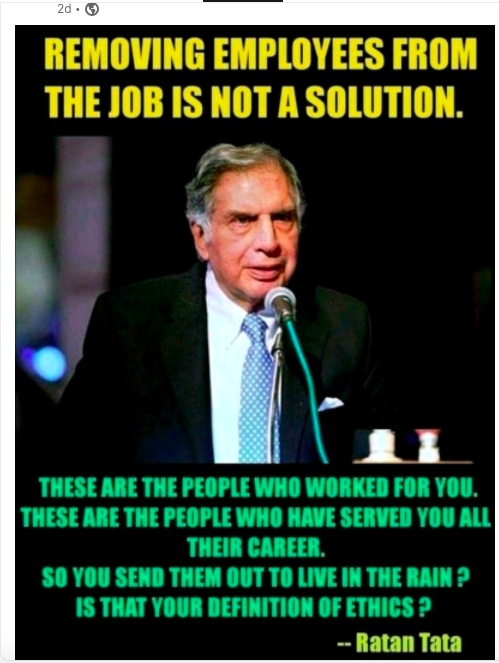 2d •
REMOVING EMPLOYEES FROM
THE JOB IS NOT A SOLUTION.
THESE ARE THE PEOPLE WHO WORKED FOR YOU.
THESE ARE THE PEOPLE WHO HAVE SERVED YOU ALL
THEIR CAREER.
SO YOU SEND THEM OUT TO LIVE IN THE RAIN ?
IS THAT YOUR DEFINITION OF ETHICS ?
-- Ratan Tata